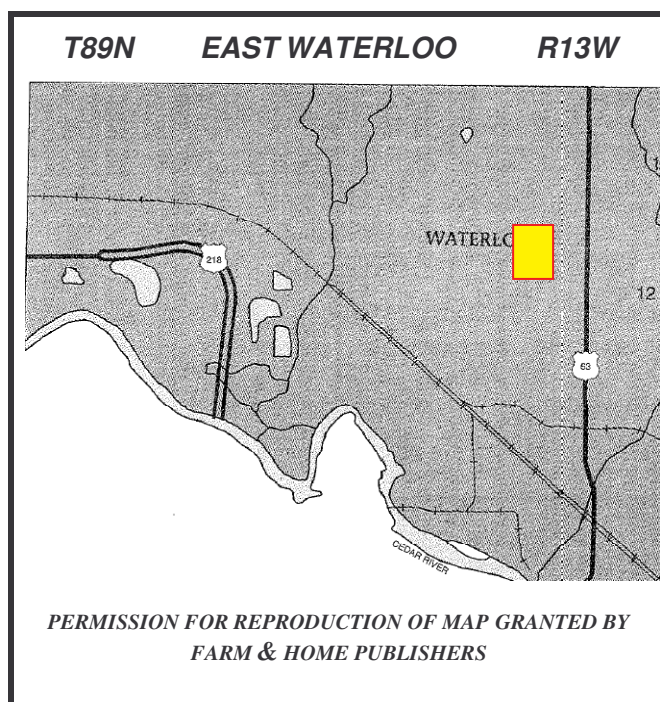 T89N EAST WATERLOO R13W
WATERLO
218
12
63
CEDAR RIVER
PERMISSION FOR REPRODUCTION OF MAP GRANTED BY
FARM & HOME PUBLISHERS